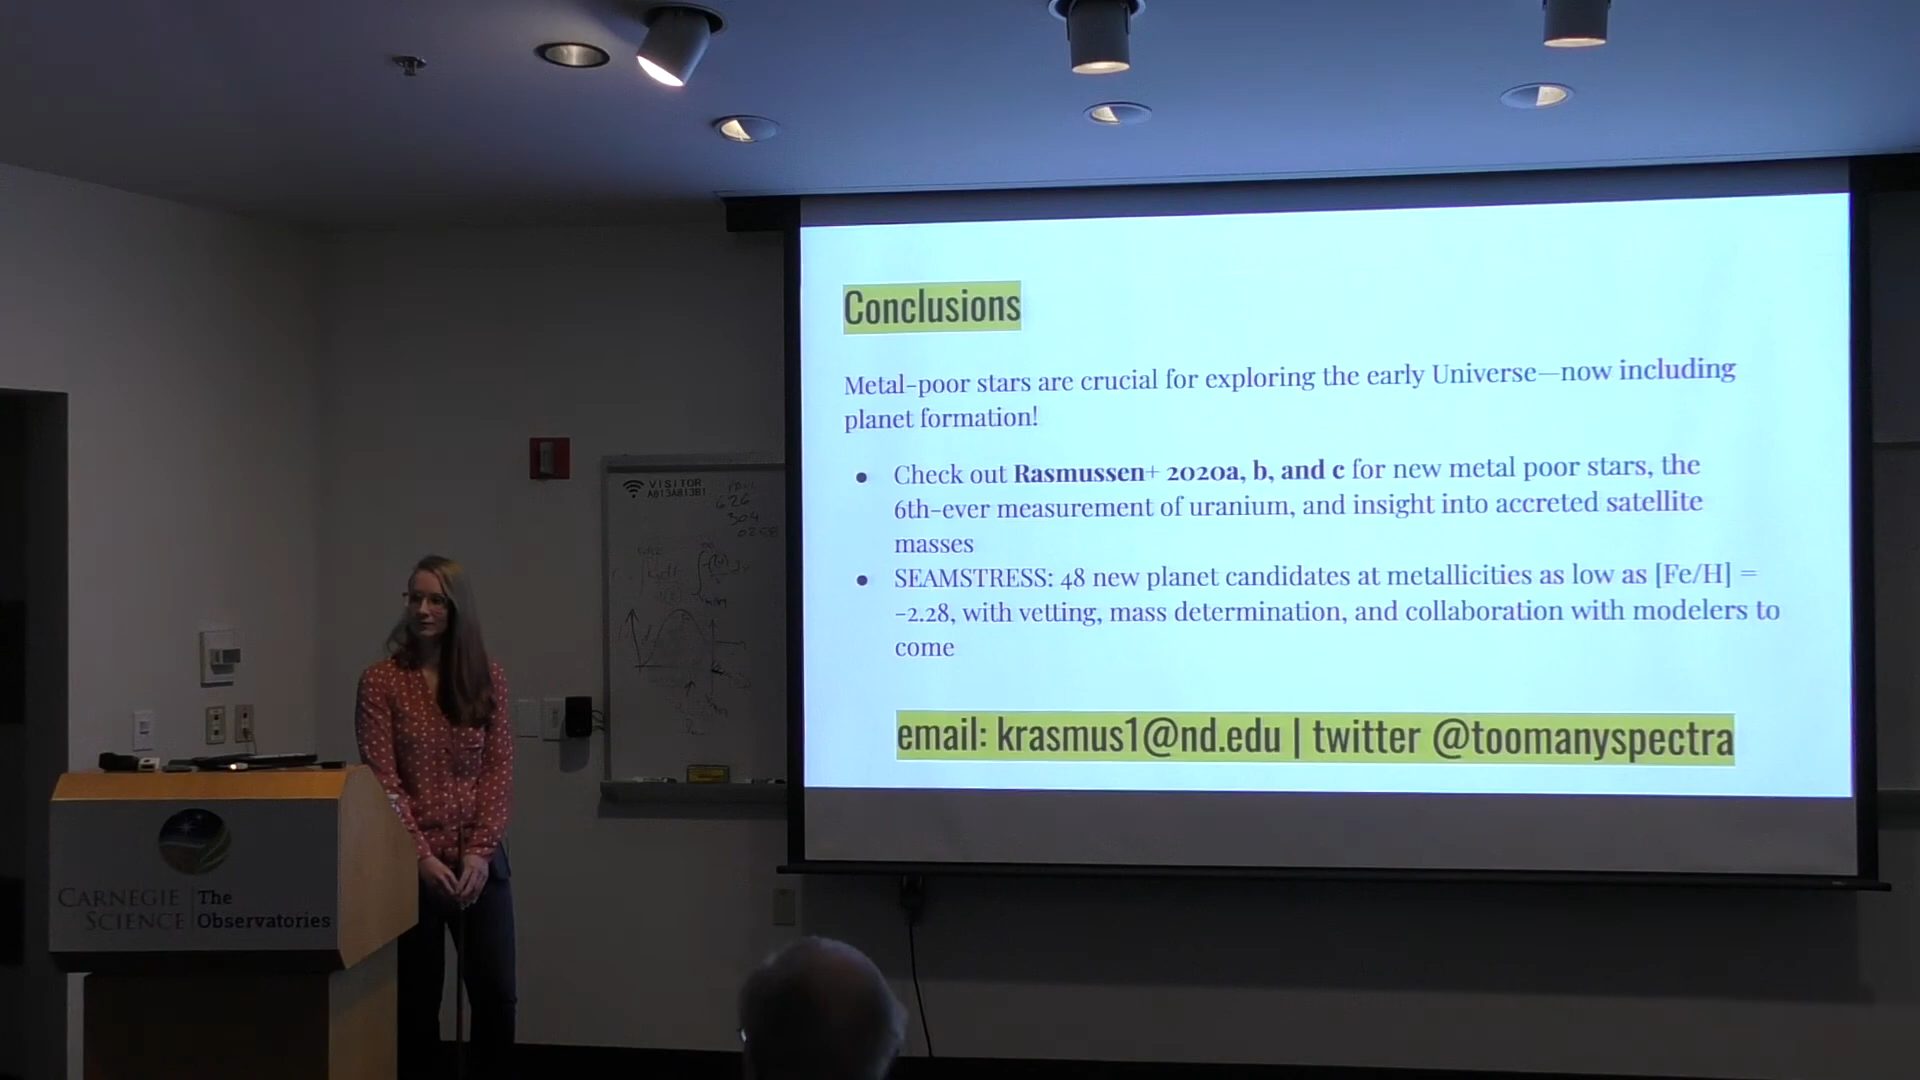 Conclusions
Metal-poor stars are crucial for exploring the early Universe—now including
planet formation!
• Check out Rasmussen+ 2020a, b, and c for new metal poor stars, the
6th-ever measurement of uranium, and insight into accreted satellite
masses
• SEAMSTRESS: 48 new planet candidates at metallicities as low as [Fe/H] =
-2.28, with vetting, mass determination, and collaboration with modelers to
come
email: krasmus1@nd.edu | twitter @toomanyspectra
VISITOR
626
304
CARNEGIE
SCIENCE
The
Observatories